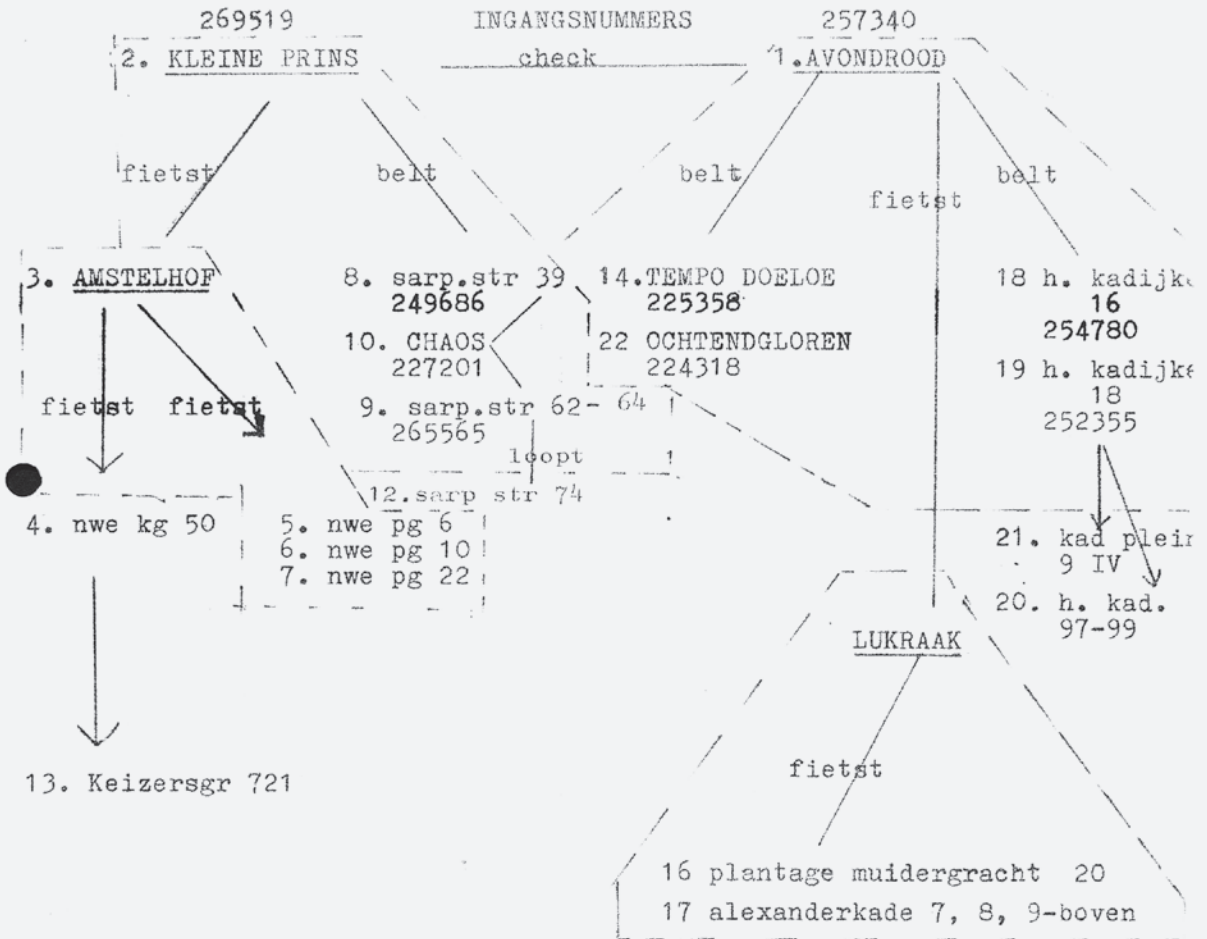 269519 INGANGSNUMMERS 257340
2. KLEINE PRINS check 1. AVONDROOD
fietst belt belt fietst belt
3. AMSTELHOF
8. sarp.str 39
249686
10. CHAOS
227201
9. sarp.str 62- 64
265565
loopt
12. sarp str 74
14. TEMPO DOELOE
225358
22 OCHTENDGLOREN
224318
18 h. kadijke
16
254780
19 h. kadijke
18
252355
fietst fietst
4. nwe kg 50
5. nwe pg 6
6. nwe pg 10
7. nwe pg 22
21. kad plein
9 IV
20. h. kad.
97-99
LUKRAAK
13. Keizersgr 721
fietst
16 plantage muidergracht 20
17 alexanderkade 7, 8, 9-boven